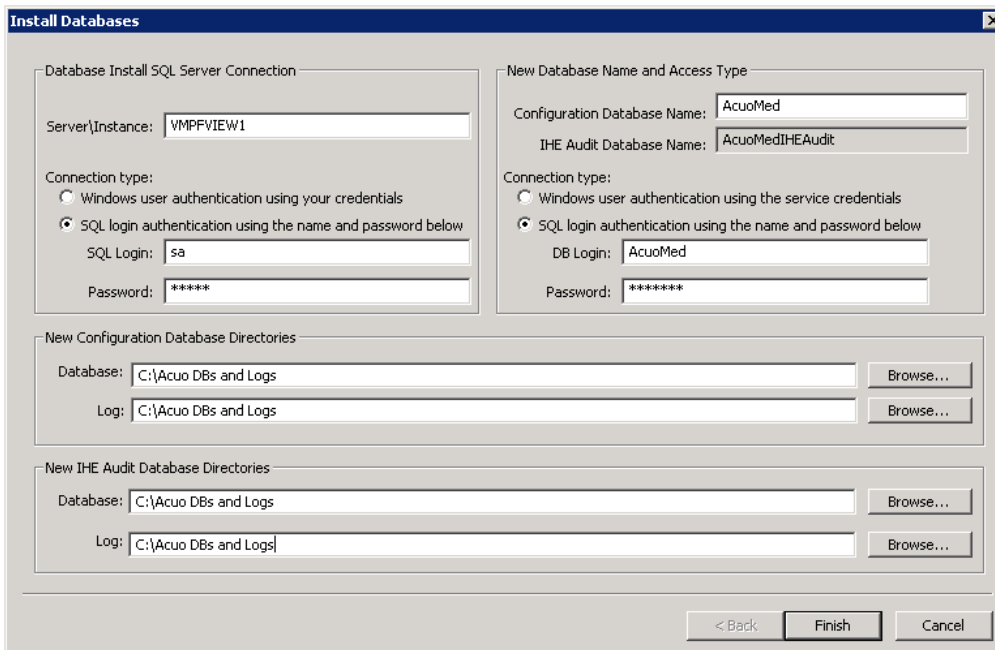 Install Databases
Database Install SQL Server Connection
Server\Instance: VMPFVIEW1
Connection type:
Windows user authentication using your credentials
SQL login authentication using the name and password below
SQL Login: sa
Password: *****
New Database Name and Access Type
Configuration Database Name: AcuoMed
IHE Audit Database Name: AcuoMedIHEAudit
Connection type:
Windows user authentication using the service credentials
SQL login authentication using the name and password below
DB Login: AcuoMed
Password: *******
New Configuration Database Directories
Database: C:\Acuo DBs and Logs Browse...
Log: C:\Acuo DBs and Logs Browse...
New IHE Audit Database Directories
Database: C:\Acuo DBs and Logs Browse...
Log: C:\Acuo DBs and Logs Browse...
< Back Finish Cancel